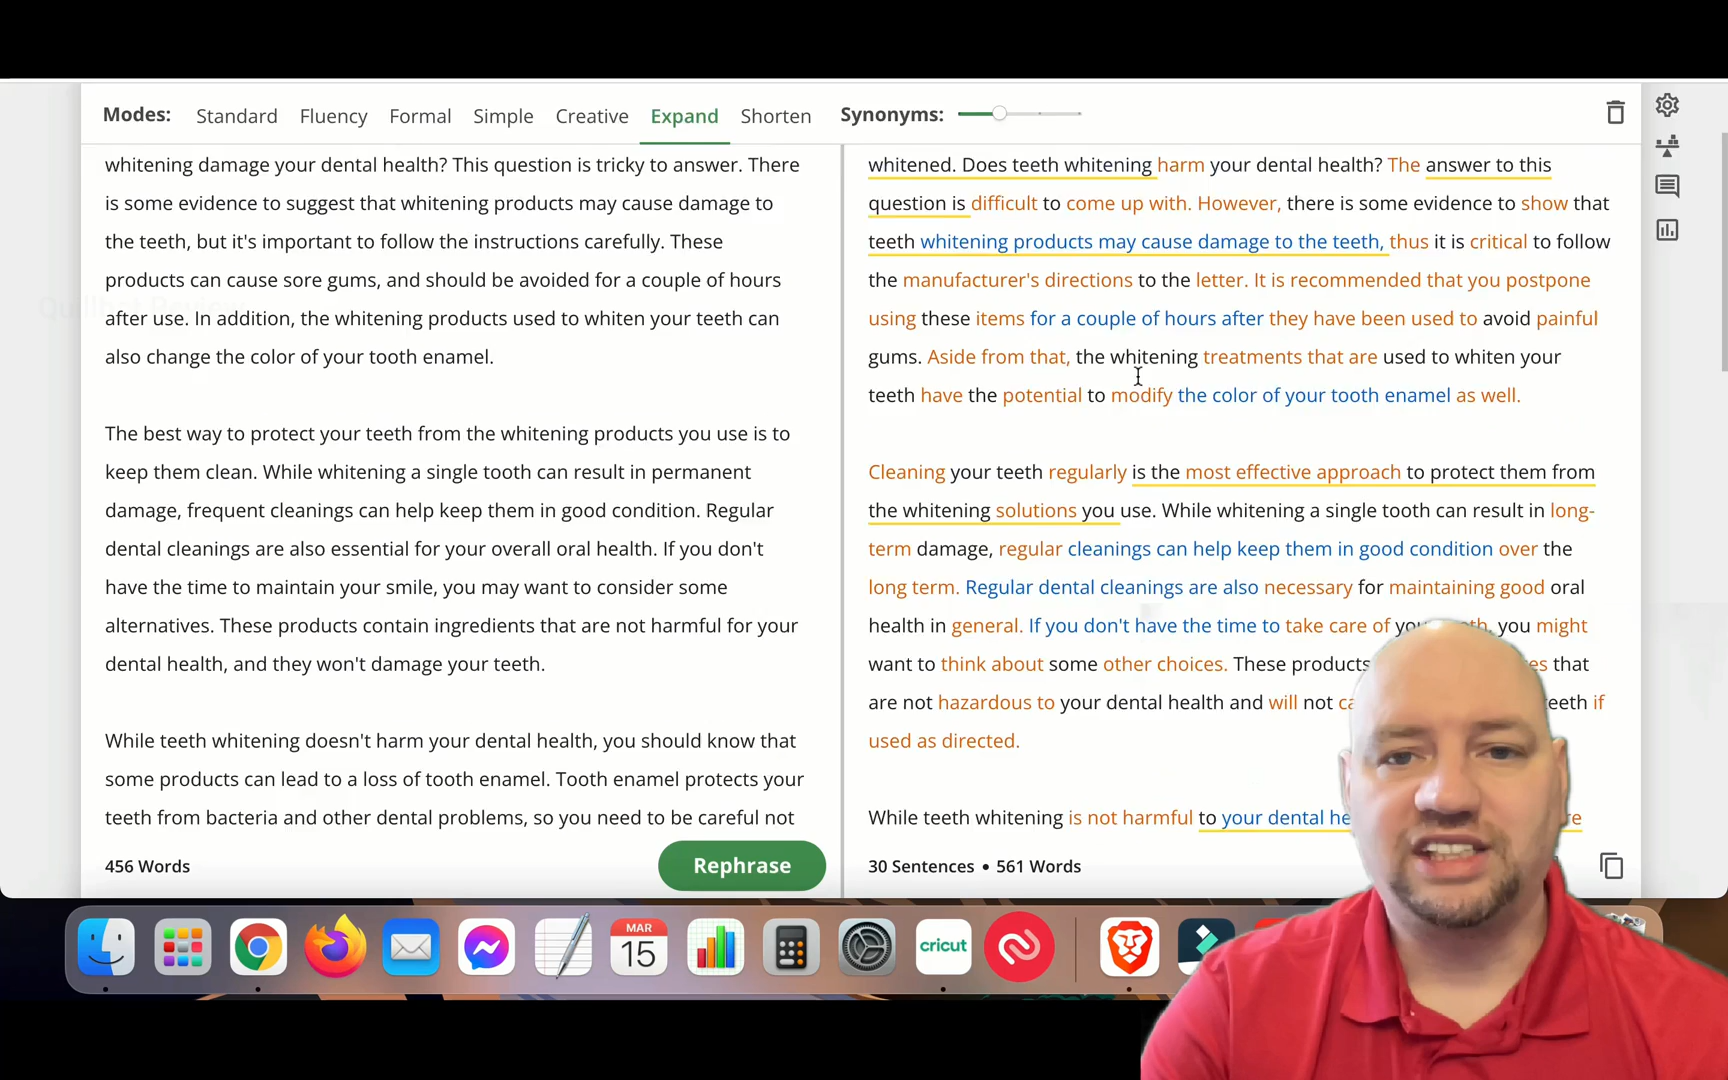 Modes: Standard Fluency Formal Simple Creative Expand Shorten Synonyms:
whitening damage your dental health? This question is tricky to answer. There
is some evidence to suggest that whitening products may cause damage to
the teeth, but it's important to follow the instructions carefully. These
products can cause sore gums, and should be avoided for a couple of hours
after use. In addition, the whitening products used to whiten your teeth can
also change the color of your tooth enamel.
The best way to protect your teeth from the whitening products you use is to
keep them clean. While whitening a single tooth can result in permanent
damage, frequent cleanings can help keep them in good condition. Regular
dental cleanings are also essential for your overall oral health. If you don't
have the time to maintain your smile, you may want to consider some
alternatives. These products contain ingredients that are not harmful for your
dental health, and they won't damage your teeth.
While teeth whitening doesn't harm your dental health, you should know that
some products can lead to a loss of tooth enamel. Tooth enamel protects your
teeth from bacteria and other dental problems, so you need to be careful not
456 Words
Rephrase
whitened. Does teeth whitening harm your dental health? The answer to this
question is difficult to come up with. However, there is some evidence to show that
teeth whitening products may cause damage to the teeth, thus it is critical to follow
the manufacturer's directions to the letter. It is recommended that you postpone
using these items for a couple of hours after they have been used to avoid painful
gums. Aside from that, the whitening treatments that are used to whiten your
teeth have the potential to modify the color of your tooth enamel as well.
Cleaning your teeth regularly is the most effective approach to protect them from
the whitening solutions you use. While whitening a single tooth can result in long-
term damage, regular cleanings can help keep them in good condition over the
long term. Regular dental cleanings are also necessary for maintaining good oral
health in general. If you don't have the time to take care of you might
want to think about some other choices. These products that
are not hazardous to your dental health and will not teeth if
used as directed.
While teeth whitening is not harmful to your dental
30 Sentences • 561 Words
Quillbot Review
MAR
15
cricut